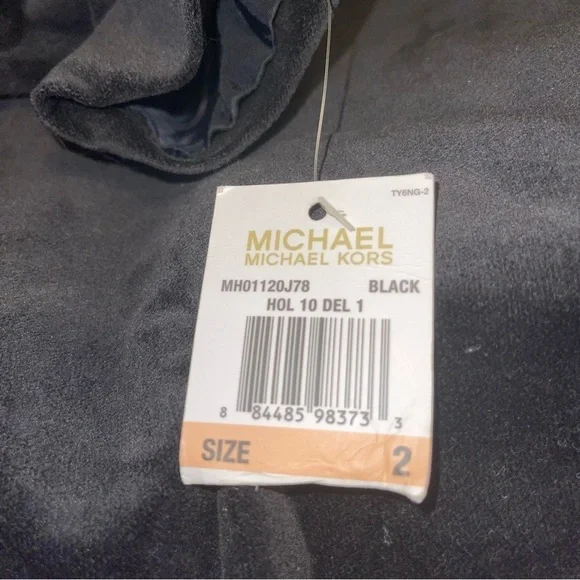 TY6NG-2
MICHAEL
MICHAEL KORS
MH01120J78 BLACK
HOL 10 DEL 1
8 84485 98373 3
SIZE 2